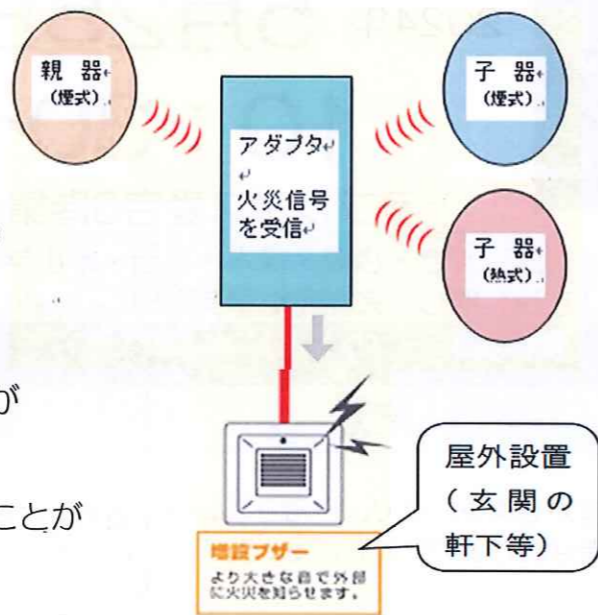 親 器
(煙式)
アダプタ
火災信号
を受信
子 器
(煙式)
子 器
(熱式)
が
ことが
増設ブザー
より大きな音で外部
に火災を知らせます。
屋外設置
(玄関の
軒下等)